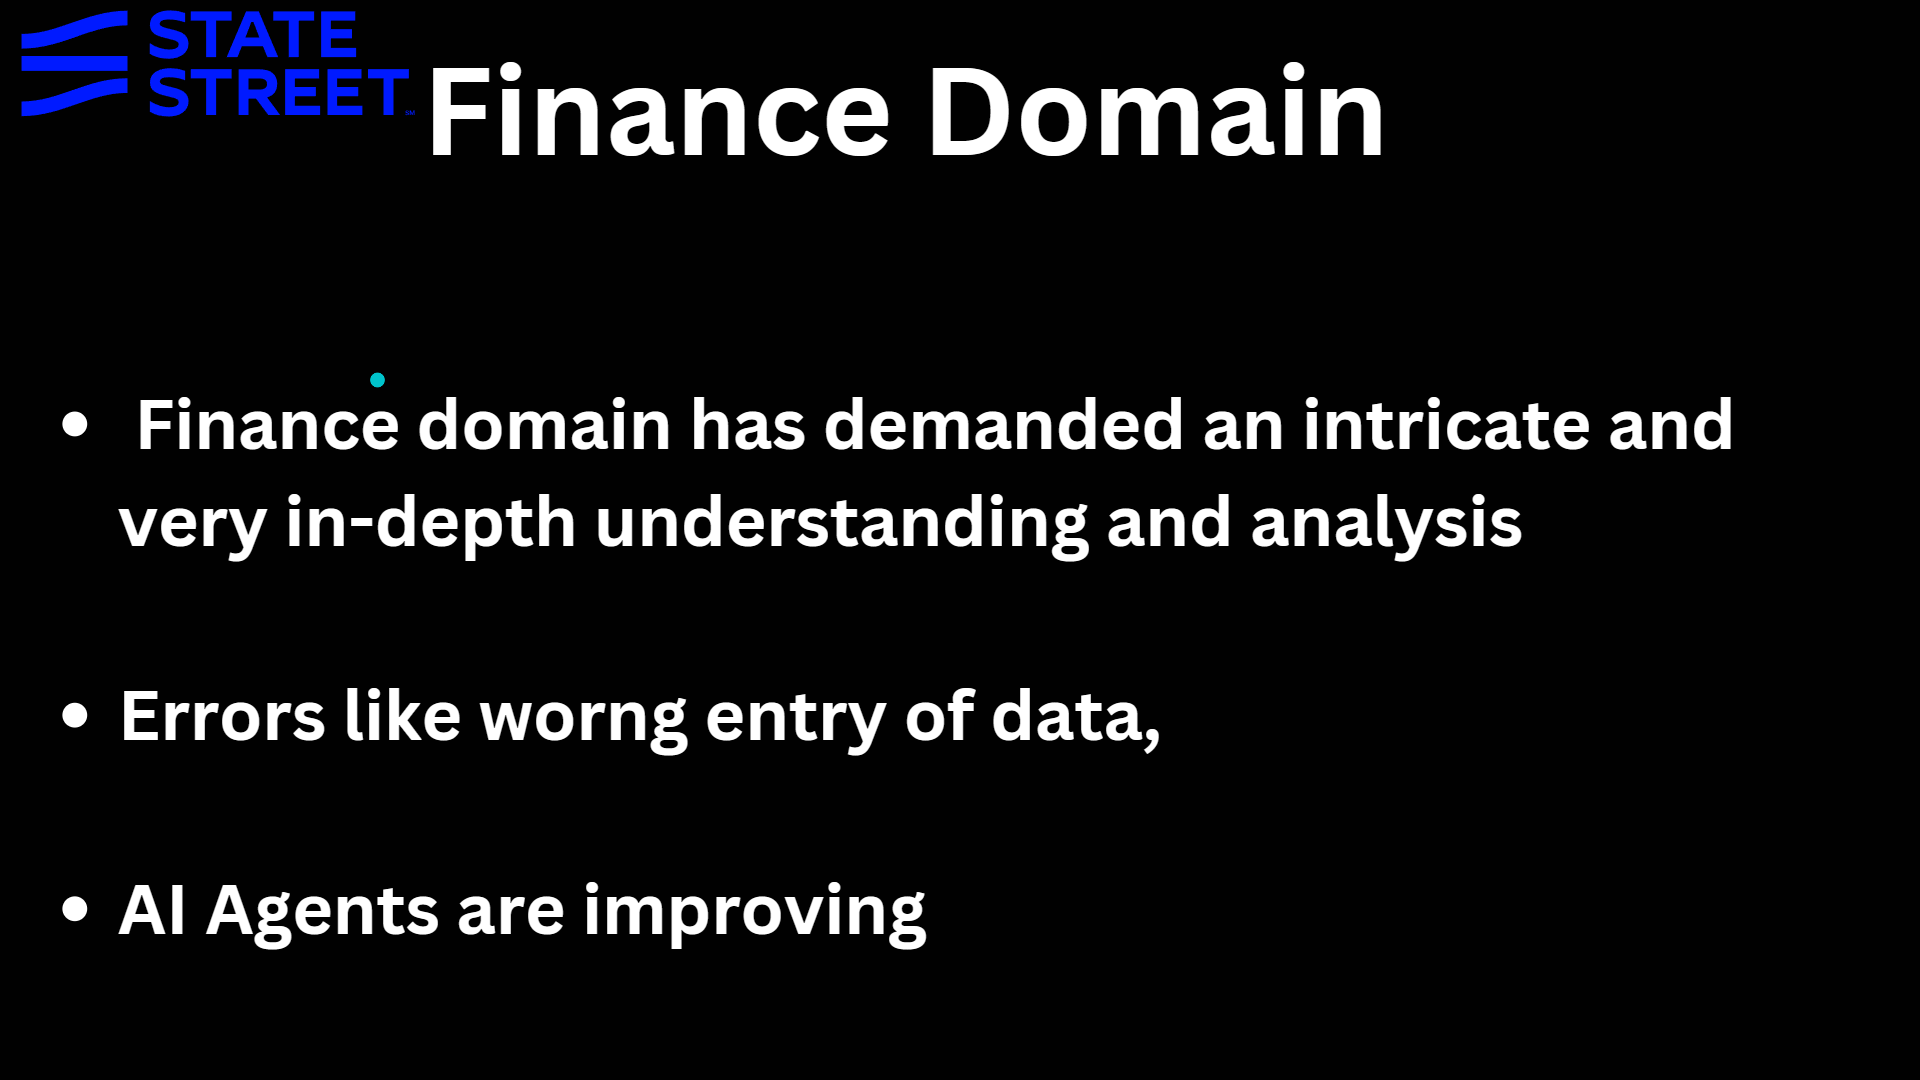 STATE
STREET
Finance Domain
• Finance domain has demanded an intricate and
very in-depth understanding and analysis
• Errors like worng entry of data,
• AI Agents are improving